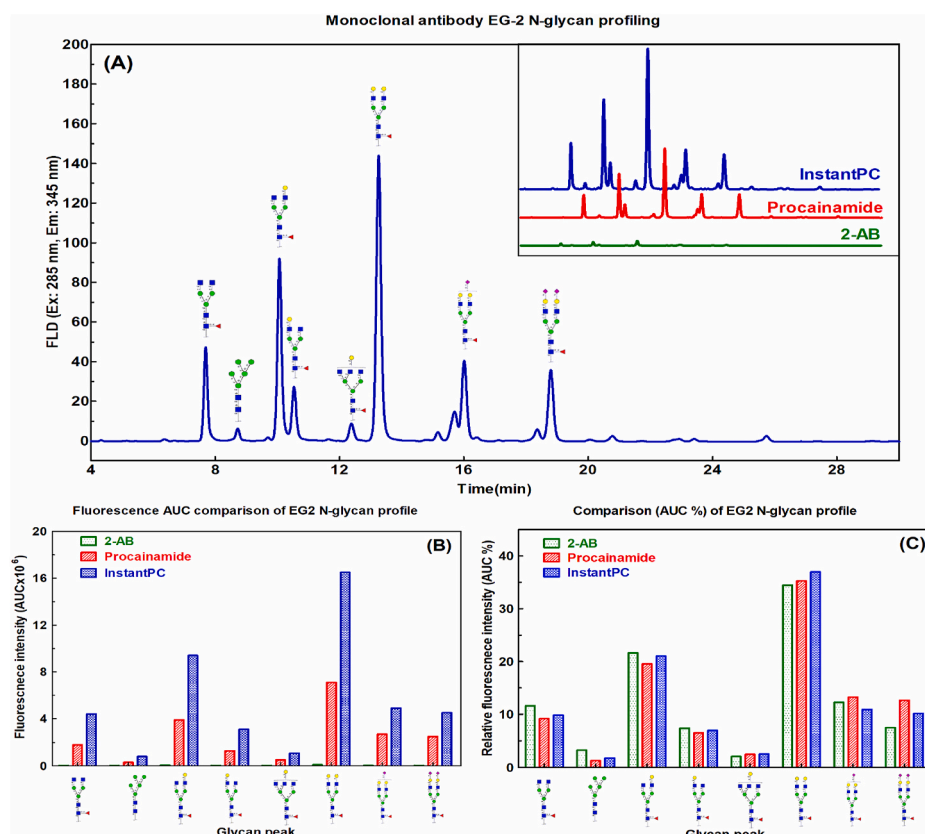 Monoclonal antibody EG-2 N-glycan profiling
(A)
FLD (Ex: 285 nm, Em: 345 nm)
200
180
160
140
120
100
80
60
40
20
0
4 8 12 16 20 24 28
Time(min)
InstantPC
Procainamide
2-AB
Fluorescence AUC comparison of EG2 N-glycan profile
(B)
2-AB
Procainamide
InstantPC
Fluorescnece intensity (AUCx10⁶)
20
16
12
8
4
0
Glycan peak
Comparison (AUC %) of EG2 N-glycan profile
(C)
2-AB
Procainamide
InstantPC
Relative fluorescnece intensity (AUC %)
40
30
20
10
0
Glycan peak